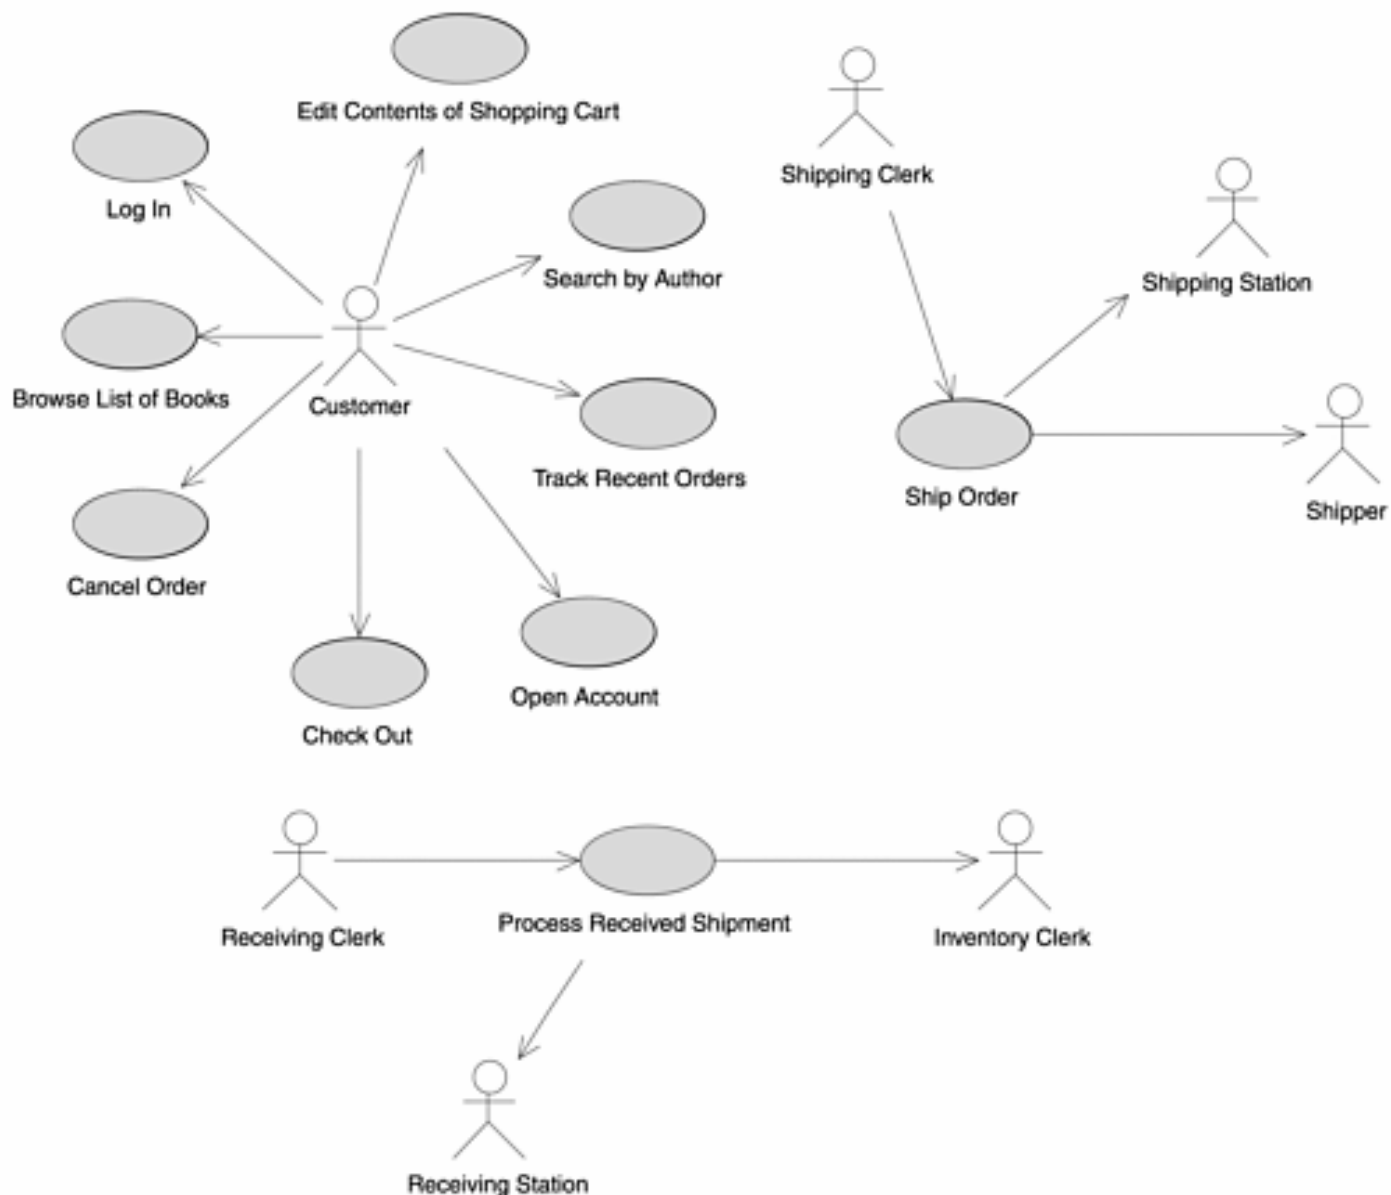 Edit Contents of Shopping Cart
Shipping Clerk
Log In
Search by Author
Shipping Station
Browse List of Books
Customer
Track Recent Orders
Ship Order
Shipper
Cancel Order
Open Account
Check Out
Receiving Clerk
Process Received Shipment
Inventory Clerk
Receiving Station